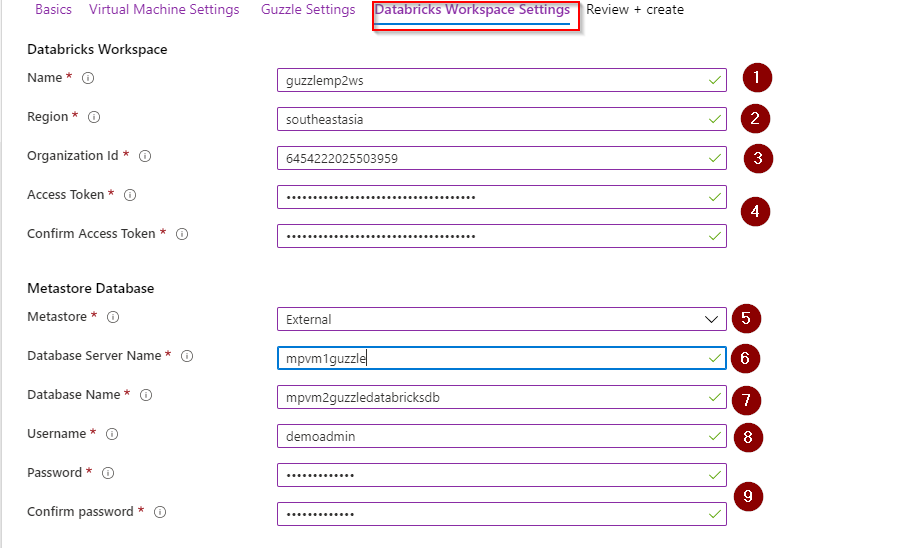 Basics Virtual Machine Settings Guzzle Settings Databricks Workspace Settings Review + create
Databricks Workspace
Name * guzzlemp2ws 1
Region * southeastasia 2
Organization Id * 6454222025503959 3
Access Token * ••••••••••••••••••••••••••••••••••••
4
Confirm Access Token * ••••••••••••••••••••••••••••••••••••
Metastore Database
Metastore * External 5
Database Server Name * mpvm1guzzle 6
Database Name * mpvm2guzzledatabricksdb 7
Username * demoadmin 8
Password * •••••••••••••
9
Confirm password * •••••••••••••